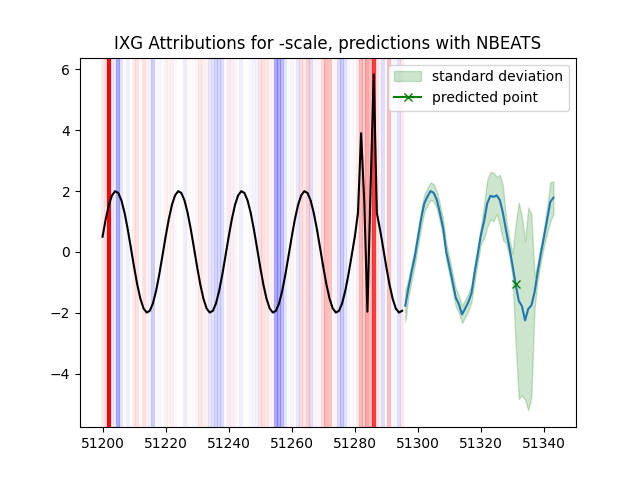 IXG Attributions for -scale, predictions with NBEATS
6
4
2
0
−2
−4
standard deviation
predicted point
51200 51220 51240 51260 51280 51300 51320 51340